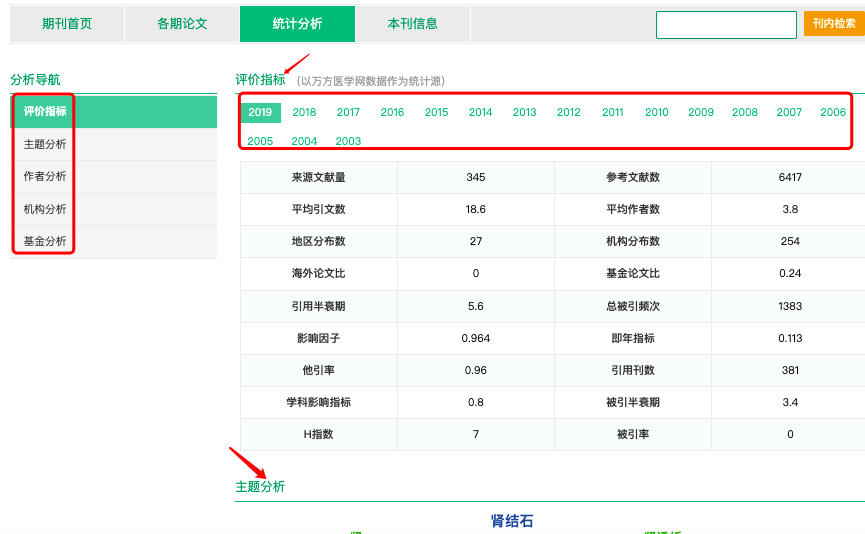 期刊首页 各期论文 统计分析 本刊信息 刊内检索
分析导航
评价指标
主题分析
作者分析
机构分析
基金分析
评价指标 (以万方医学网数据作为统计源)
2019 2018 2017 2016 2015 2014 2013 2012 2011 2010 2009 2008 2007 2006
2005 2004 2003
来源文献量 345 参考文献数 6417
平均引文数 18.6 平均作者数 3.8
地区分布数 27 机构分布数 254
海外论文比 0 基金论文比 0.24
引用半衰期 5.6 总被引频次 1383
影响因子 0.964 即年指标 0.113
他引率 0.96 引用刊数 381
学科影响指标 0.8 被引半衰期 3.4
H指数 7 被引率 0
主题分析
肾结石